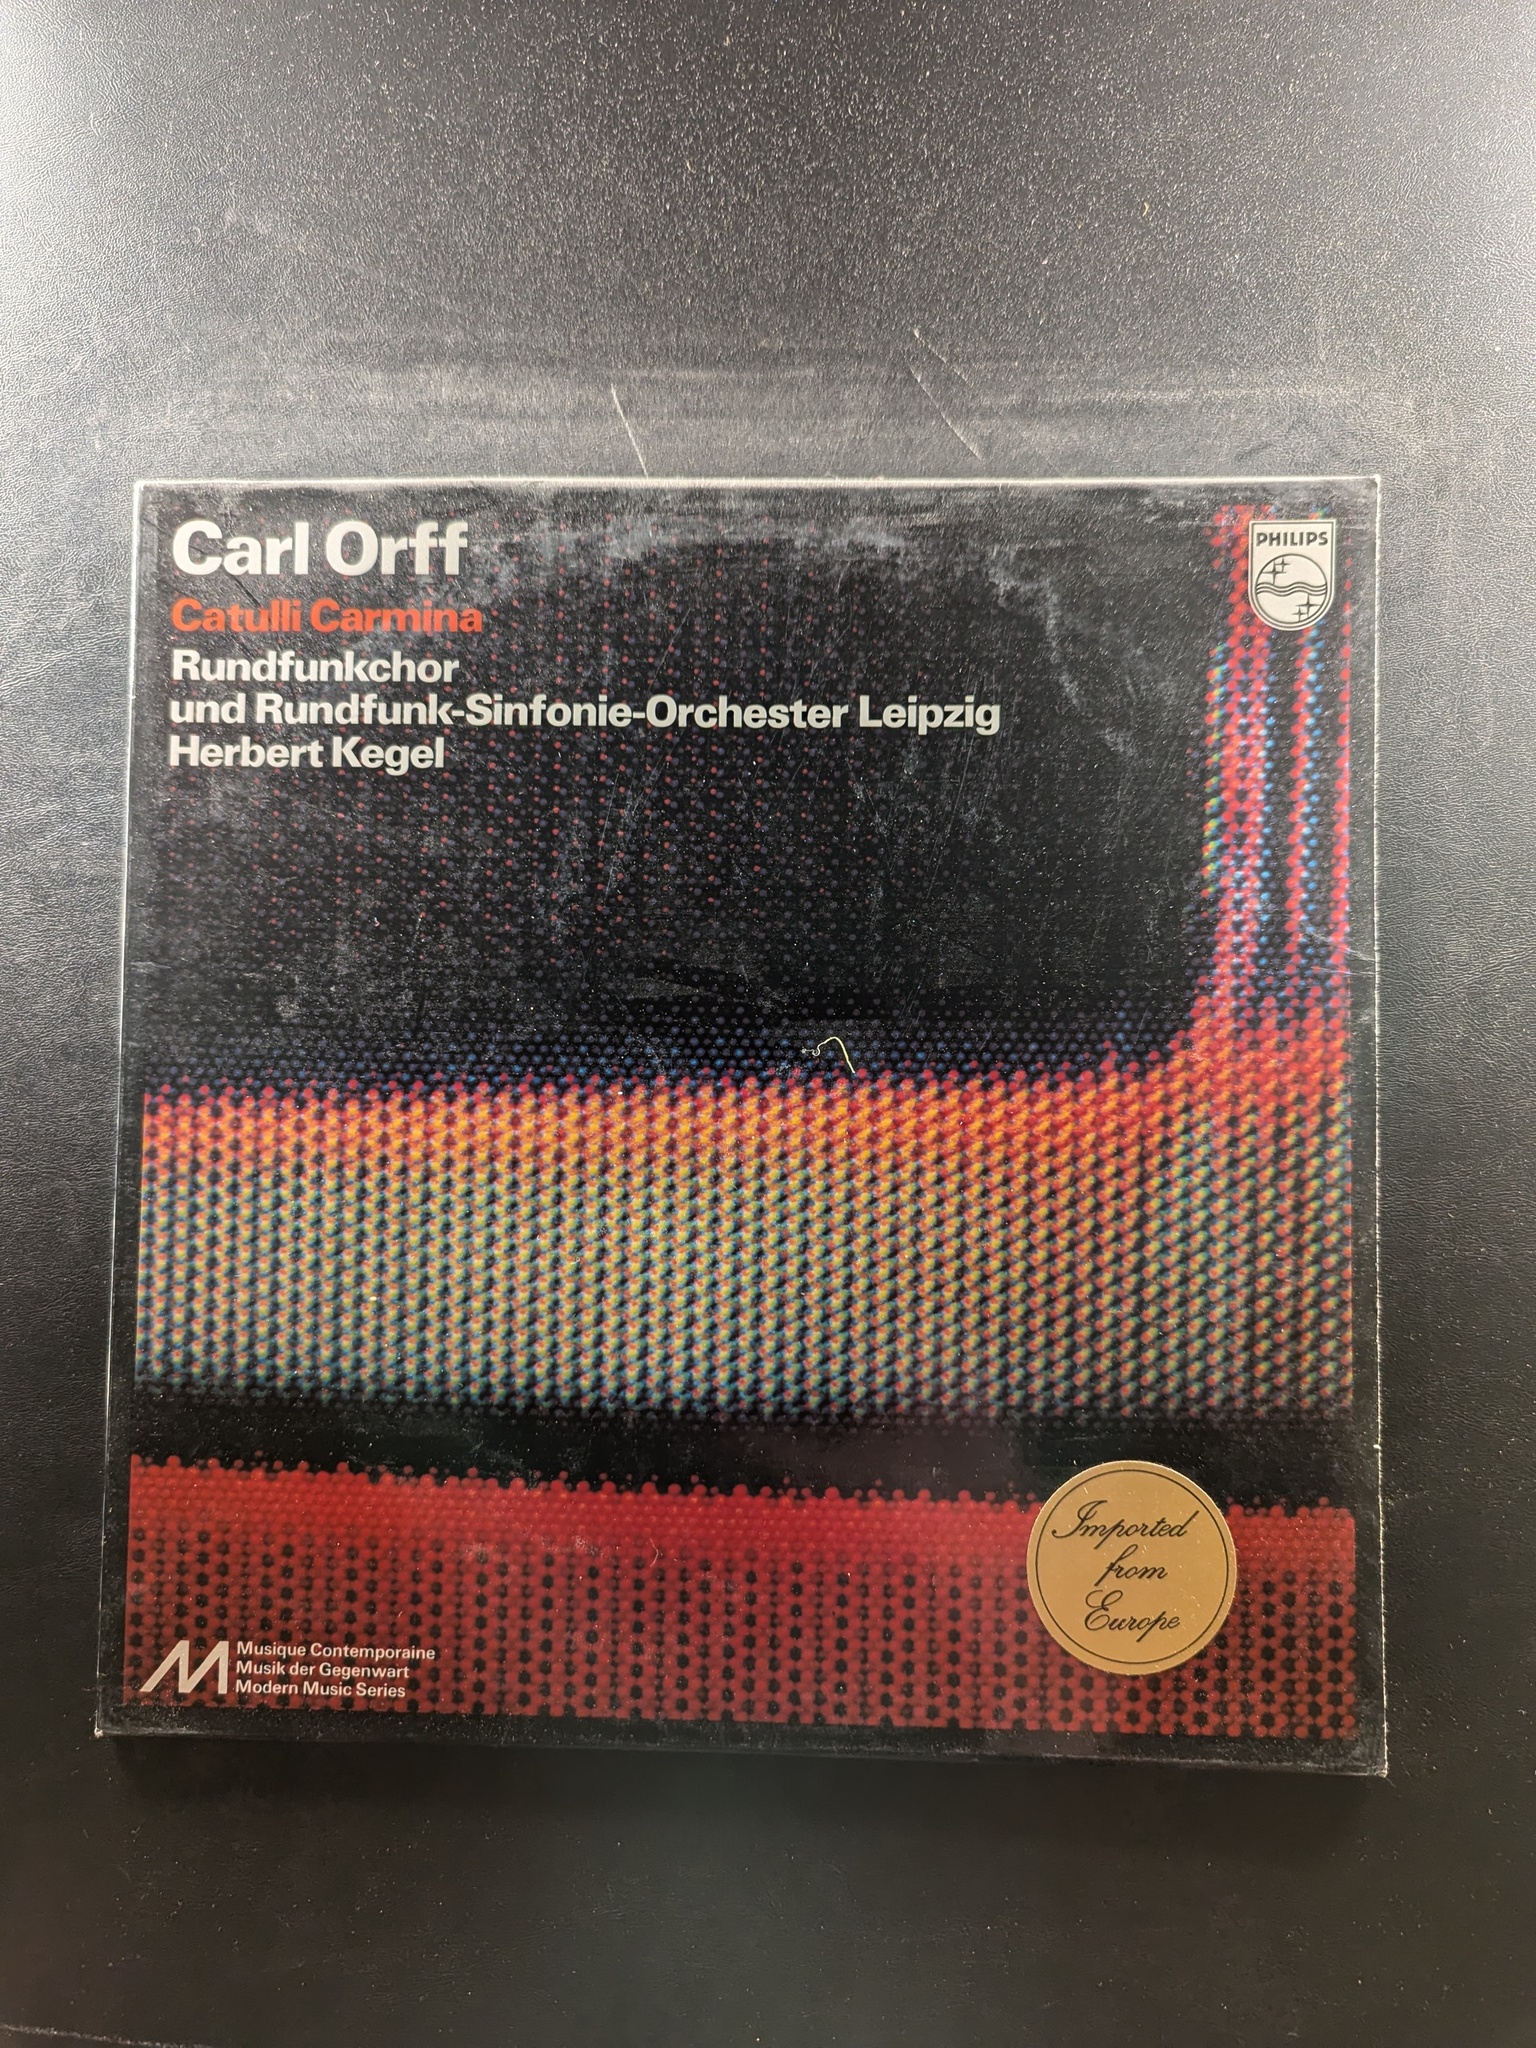 Carl Orff
Catulli Carmina
Rundfunkchor
und Rundfunk-Sinfonie-Orchester Leipzig
Herbert Kegel
PHILIPS
Imported
from
Europe
M
Musique Contemporaine
Musik der Gegenwart
Modern Music Series